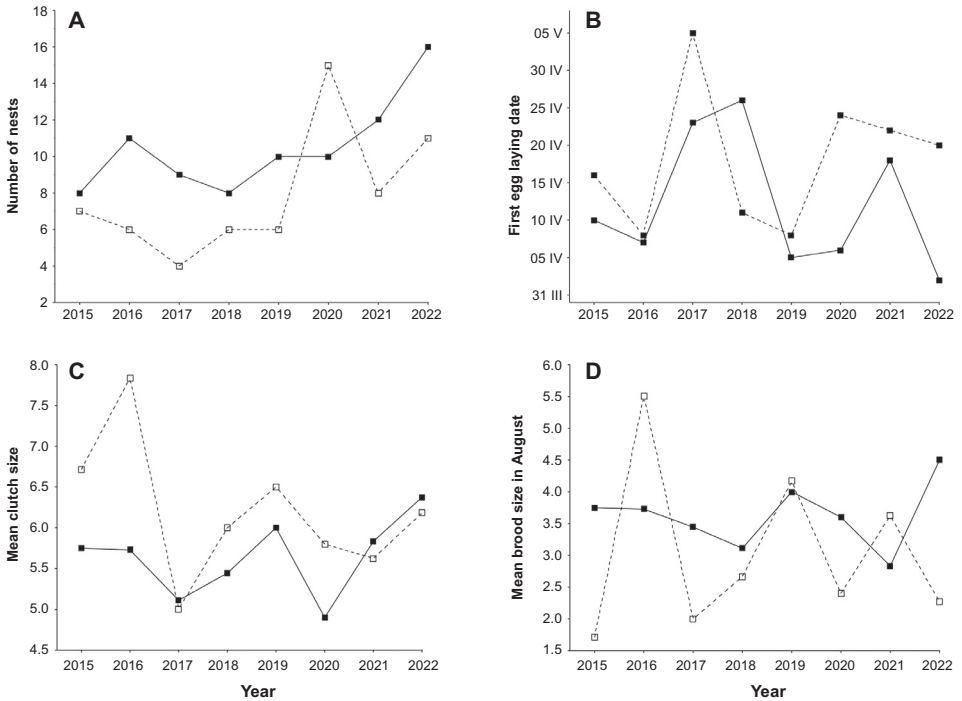 A
Number of nests
18
16
14
12
10
8
6
4
2
2015 2016 2017 2018 2019 2020 2021 2022
B
First egg laying date
05 V
30 IV
25 IV
20 IV
15 IV
10 IV
05 IV
31 III
2015 2016 2017 2018 2019 2020 2021 2022
C
Mean clutch size
8.0
7.5
7.0
6.5
6.0
5.5
5.0
4.5
2015 2016 2017 2018 2019 2020 2021 2022
Year
D
Mean brood size in August
6.0
5.5
5.0
4.5
4.0
3.5
3.0
2.5
2.0
1.5
2015 2016 2017 2018 2019 2020 2021 2022
Year